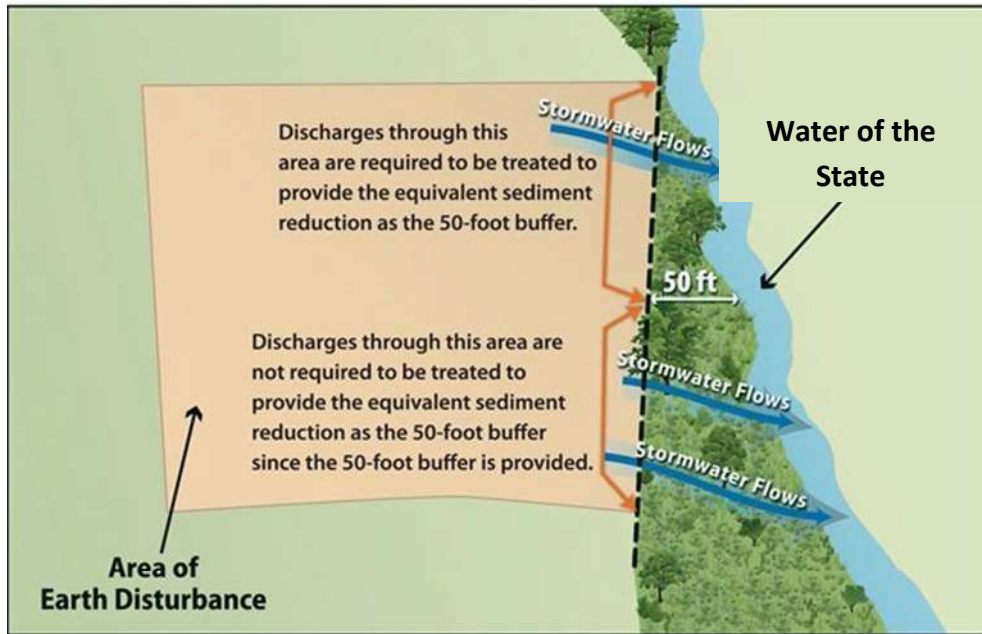 Stormwater Flows
Water of the
State
Discharges through this
area are required to be treated to
provide the equivalent sediment
reduction as the 50-foot buffer.
50 ft
Discharges through this area are
not required to be treated to
provide the equivalent sediment
reduction as the 50-foot buffer
since the 50-foot buffer is provided.
Stormwater Flows
Stormwater Flows
Area of
Earth Disturbance